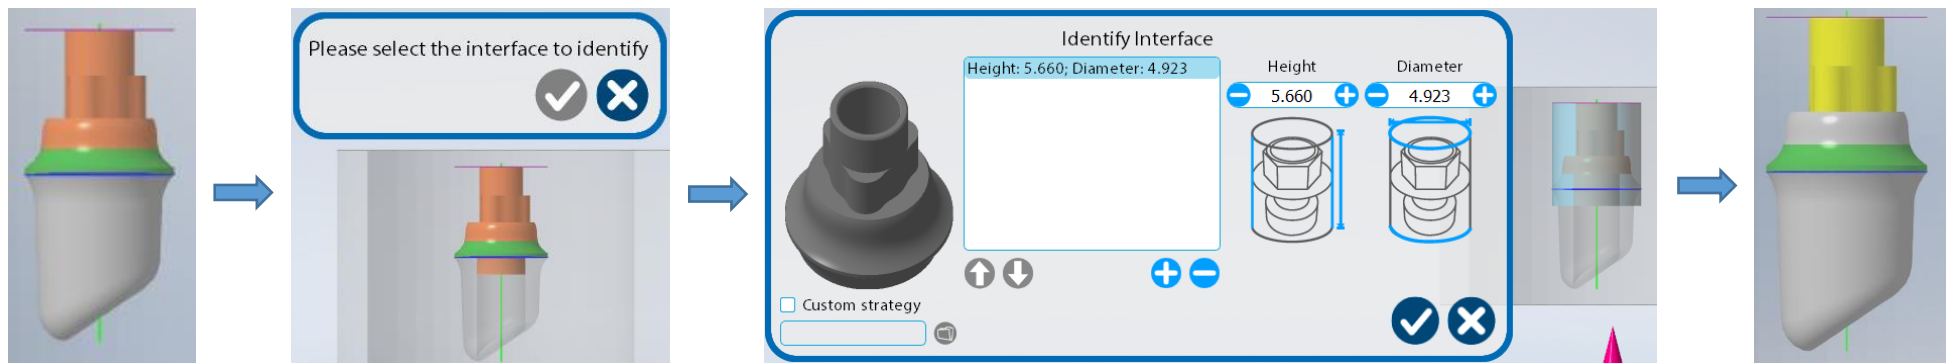 Please select the interface to identify
Identify Interface
Height: 5.660; Diameter: 4.923
Height
Diameter
5.660
4.923
Custom strategy